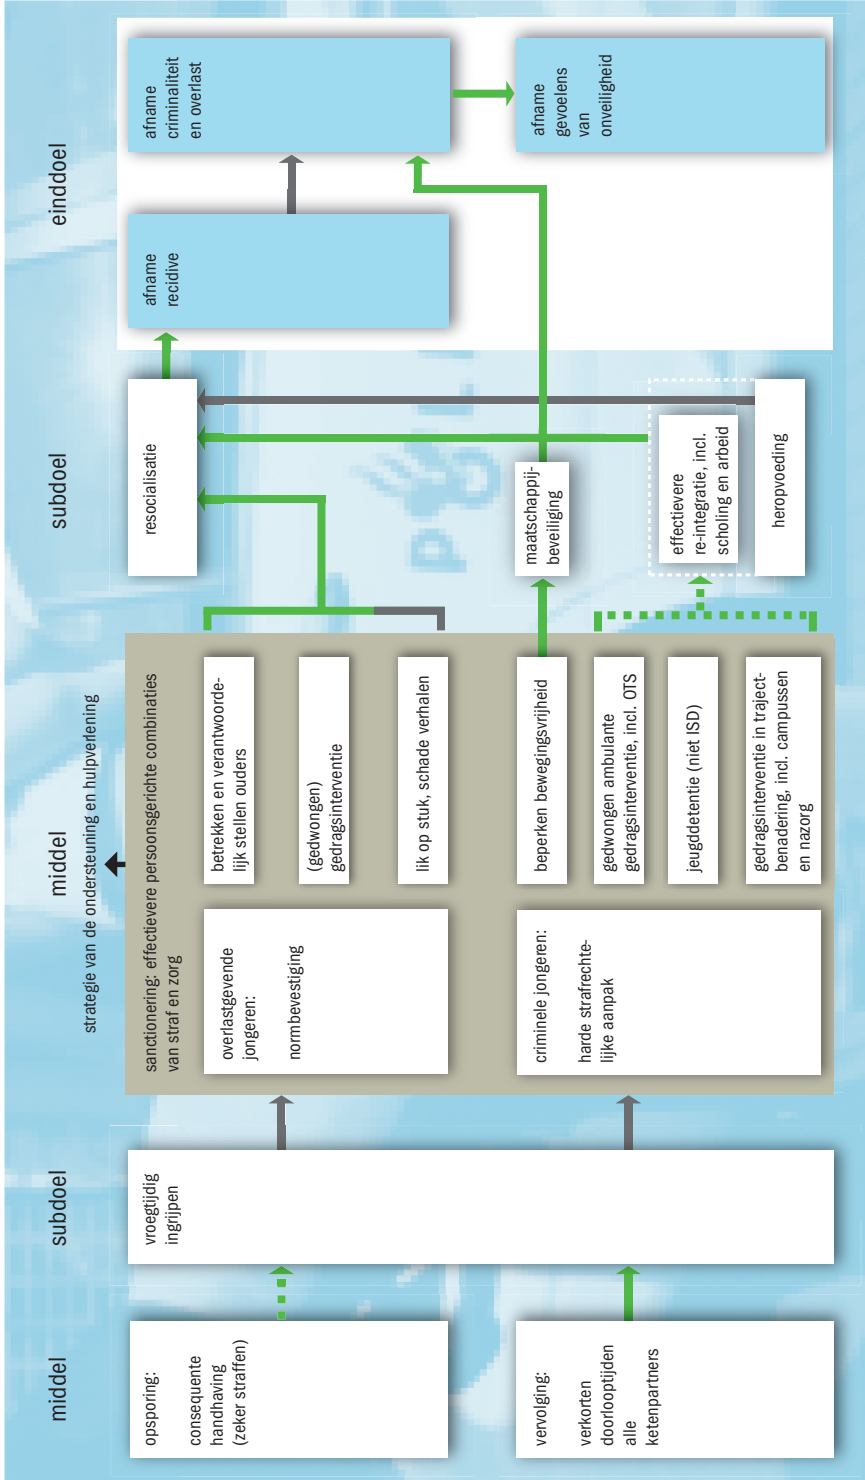 middel
subdoel
middel
subdoel
einddoel
opsporing:
consequente
handhaving
(zeker straffen)
vervolging:
verkorten
doorlooptijden
alle
ketenpartners
vroegtijdig
ingrijpen
strategie van de ondersteuning en hulpverlening
sanctionering: effectievere persoonsgerichte combinaties
van straf en zorg
overlastgevende
jongeren:
normbevestiging
criminele jongeren:
harde strafrechte-
lijke aanpak
betrekken en verantwoorde-
lijk stellen ouders
(gedwongen)
gedragsinterventie
lik op stuk, schade verhalen
beperken bewegingsvrijheid
gedwongen ambulante
gedragsinterventie, incl. OTS
jeugddetentie (niet ISD)
gedragsinterventie in traject-
benadering, incl. campussen
en nazorg
resocialisatie
maatschappij-
beveiliging
effectievere
re-integratie, incl.
scholing en arbeid
heropvoeding
afname
recidive
afname
criminaliteit
en overlast
afname
gevoelens
van
onveiligheid